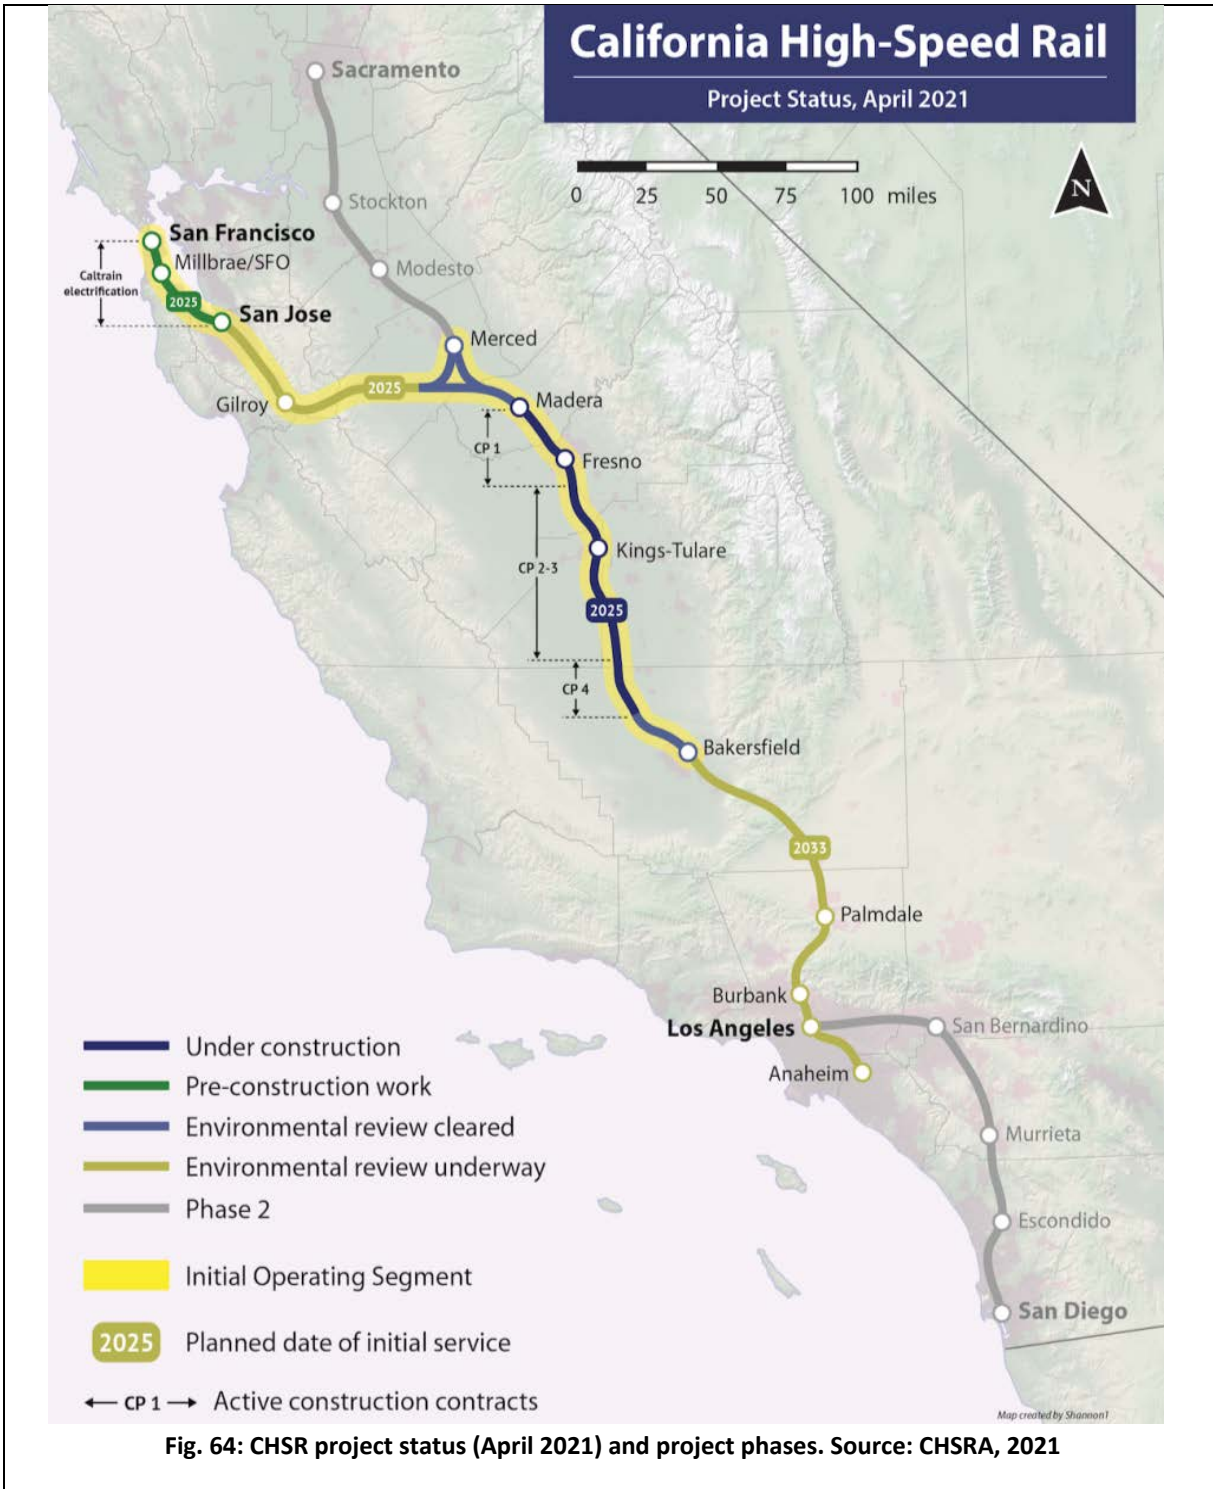 California High-Speed Rail
Project Status, April 2021
0 25 50 75 100 miles
N
Sacramento
Stockton
Modesto
San Francisco
Millbrae/SFO
Caltrain
electrification
2025
San Jose
Merced
2025
Gilroy
Madera
CP 1
Fresno
Kings-Tulare
CP 2-3
2025
CP 4
Bakersfield
2033
Palmdale
Burbank
Los Angeles
San Bernardino
Anaheim
Murrieta
Escondido
San Diego
Under construction
Pre-construction work
Environmental review cleared
Environmental review underway
Phase 2
Initial Operating Segment
2025 Planned date of initial service
CP 1 Active construction contracts
Map created by Shannon1
Fig. 64: CHSR project status (April 2021) and project phases. Source: CHSRA, 2021